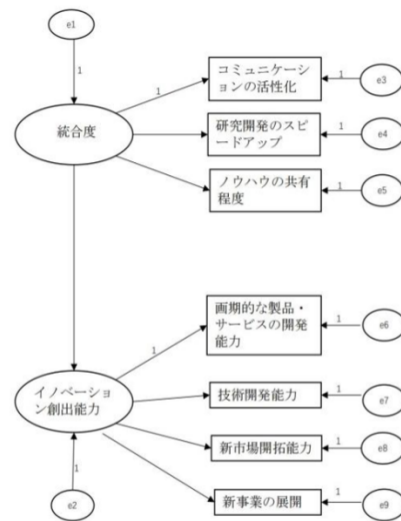 e1
1
コミュニケーシ
ョンの活性化
1
e3
1
統合度
研究開発のスピ
ードアップ
1
e4
ノウハウの共有
程度
1
e5
画期的な製品・
サービスの開発
能力
1
e6
1
イノベーショ
ン創出能力
技術開発能力
1
e7
新市場開拓能力
1
e8
1
新事業の展開
1
e9
e2